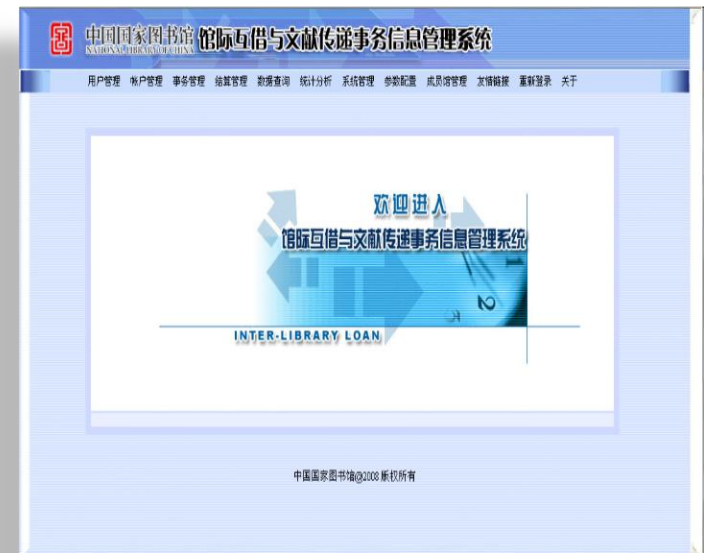 中国国家图书馆 馆际互借与文献传递事务信息管理系统
NATIONAL LIBRARY OF CHINA
用户管理 帐户管理 事务管理 结算管理 数据查询 统计分析 系统管理 参数配置 成员馆管理 友情链接 重新登录 关于
欢迎进入
馆际互借与文献传递事务信息管理系统
1
2
3
INTER-LIBRARY LOAN
中国国家图书馆@2008 版权所有